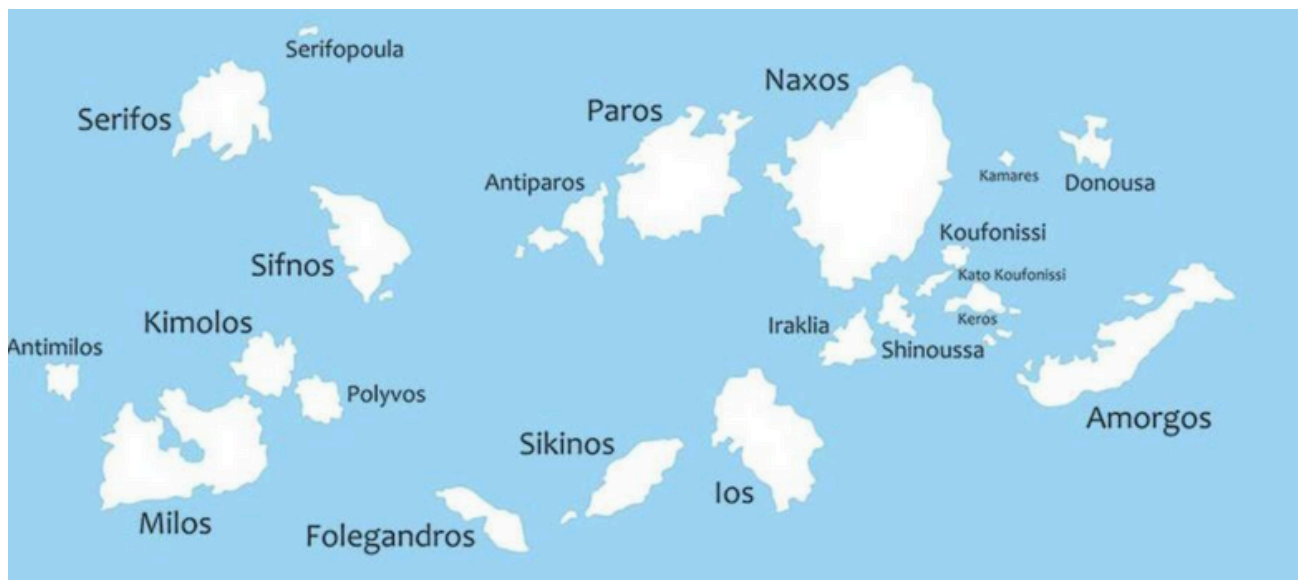 Serifopoula
Serifos
Naxos
Paros
Kamares
Donousa
Antiparos
Koufonissi
Sifnos
Kato Koufonissi
Kimolos
Iraklia
Keros
Antimilos
Shinoussa
Polyvos
Amorgos
Sikinos
Ios
Milos
Folegandros